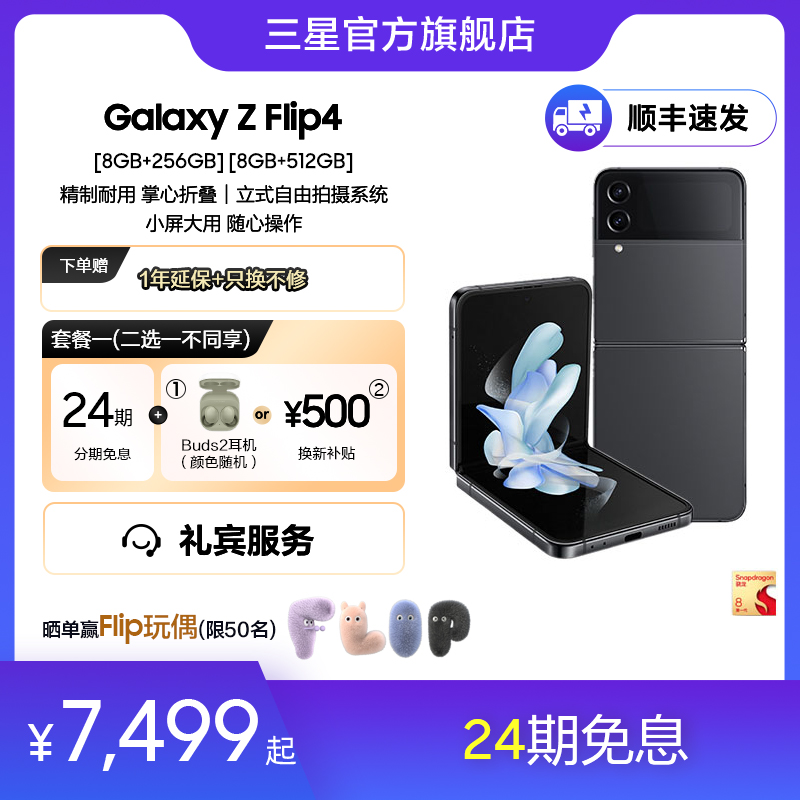 三星官方旗舰店
Galaxy Z Flip4
[8GB+256GB] [8GB+512GB]
精制耐用 掌心折叠｜立式自由拍摄系统
小屏大用 随心操作
顺丰速发
下单赠
1年延保+只换不修
套餐一(二选一不同享)
24期
分期免息
+
①
Buds2耳机
（颜色随机）
or
¥500②
换新补贴
礼宾服务
晒单赢Flip玩偶(限50名)
Snapdragon
骁龙
8
¥7,499起
24期免息